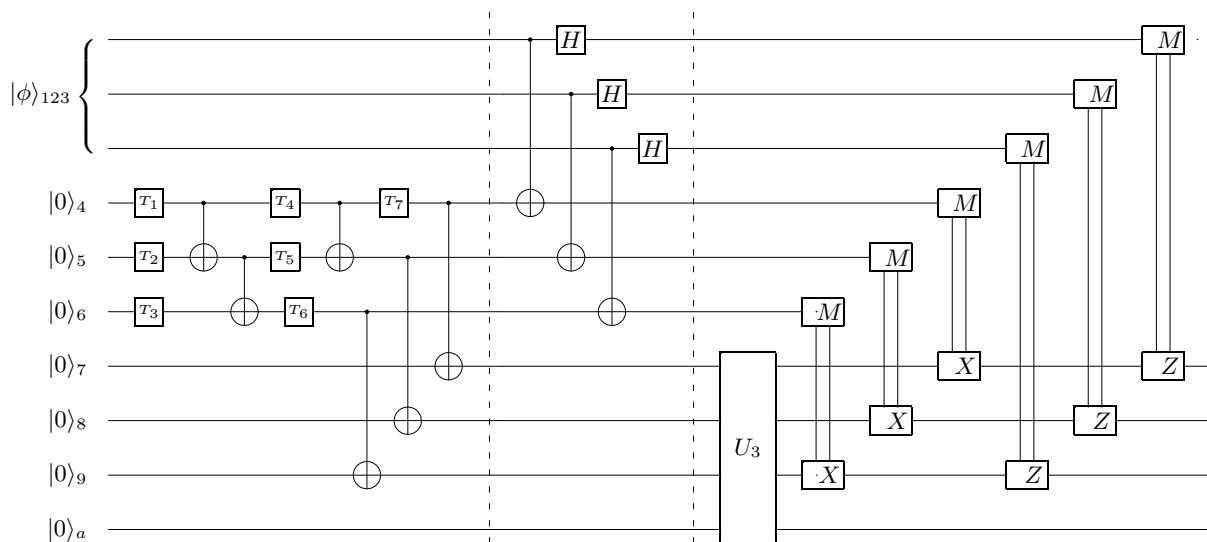 H M
|ϕ⟩₁₂₃ H M
H M
|0⟩₄ T₁ T₄ T₇ M
|0⟩₅ T₂ T₅ M
|0⟩₆ T₃ T₆ M
|0⟩₇ X Z
|0⟩₈ X Z
U₃
|0⟩₉ X Z
|0⟩ₐ